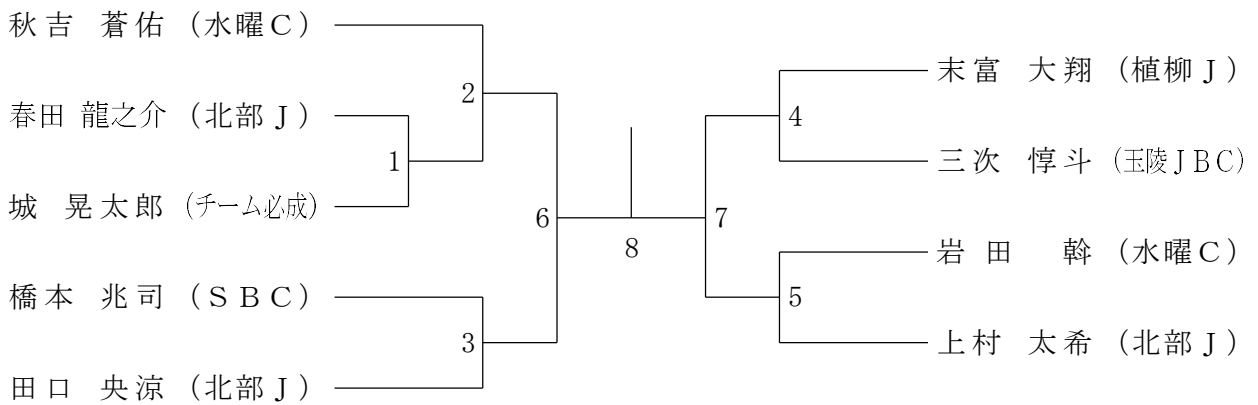 秋吉 蒼佑 (水曜C)
春田 龍之介 (北部J)
城 晃太郎 (チーム必成)
橋本 兆司 (SBC)
田口 央涼 (北部J)
1
2
3
6
8
7
4
5
末富 大翔 (植柳J)
三次 惇斗 (玉陵JBC)
岩田 幹 (水曜C)
上村 太希 (北部J)